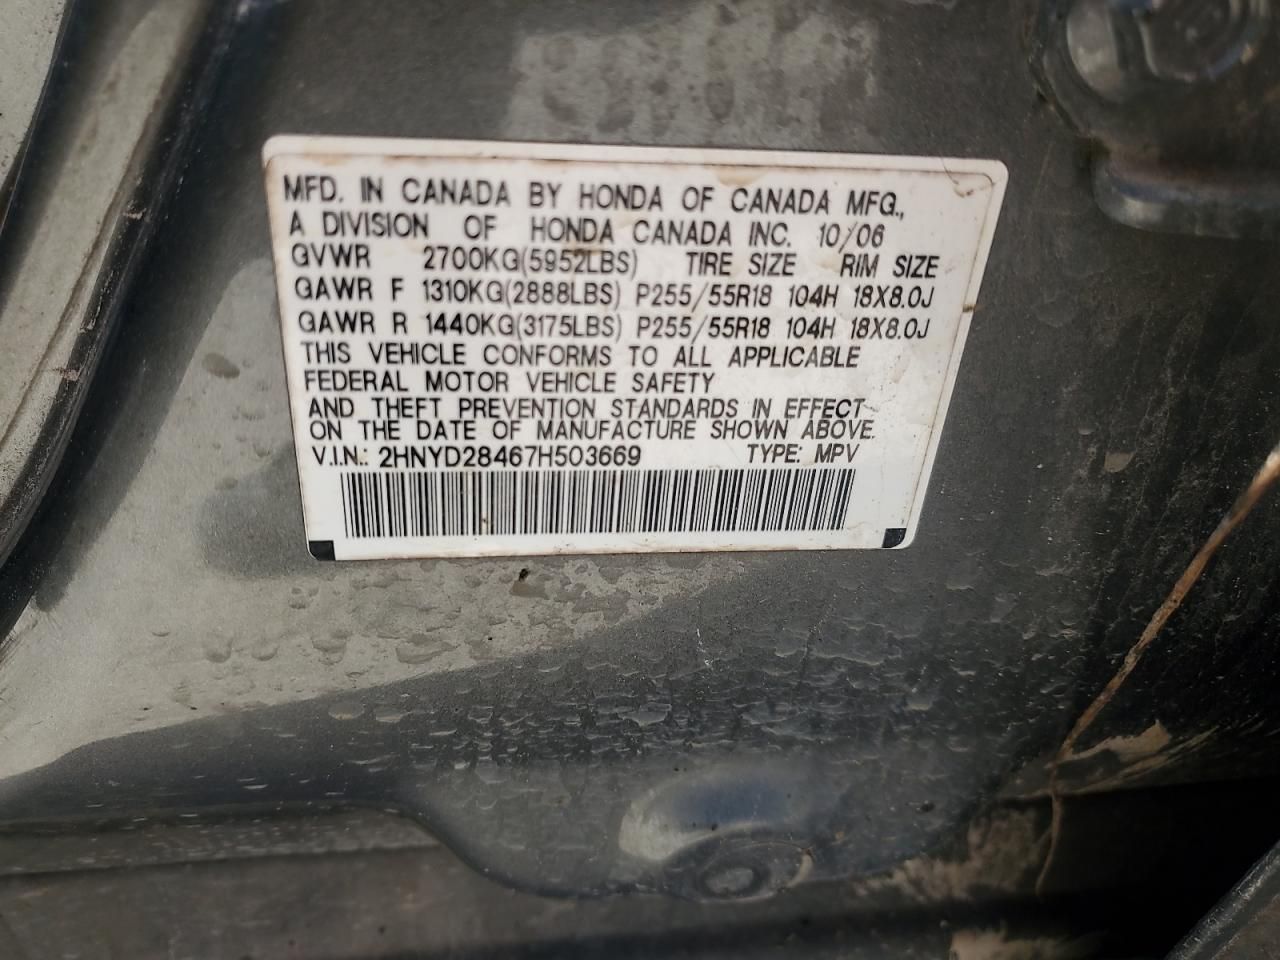 MFD. IN CANADA BY HONDA OF CANADA MFG.,
A DIVISION OF HONDA CANADA INC. 10/06
GVWR 2700KG(5952LBS) TIRE SIZE RIM SIZE
GAWR F 1310KG(2888LBS) P255/55R18 104H 18X8.0J
GAWR R 1440KG(3175LBS) P255/55R18 104H 18X8.0J
THIS VEHICLE CONFORMS TO ALL APPLICABLE
FEDERAL MOTOR VEHICLE SAFETY
AND THEFT PREVENTION STANDARDS IN EFFECT
ON THE DATE OF MANUFACTURE SHOWN ABOVE.
V.I.N.: 2HNYD28467H503669 TYPE: MPV